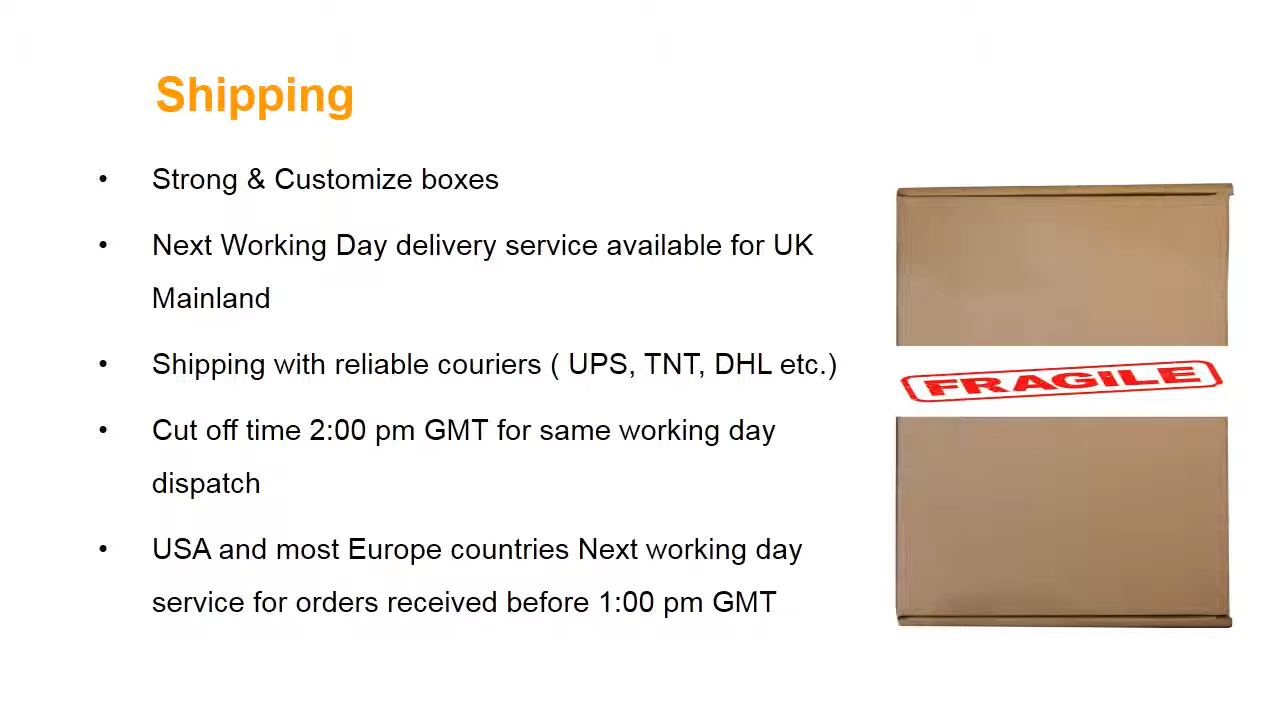 Shipping
• Strong & Customize boxes
• Next Working Day delivery service available for UK
Mainland
• Shipping with reliable couriers ( UPS, TNT, DHL etc.)
• Cut off time 2:00 pm GMT for same working day
dispatch
• USA and most Europe countries Next working day
service for orders received before 1:00 pm GMT
FRAGILE